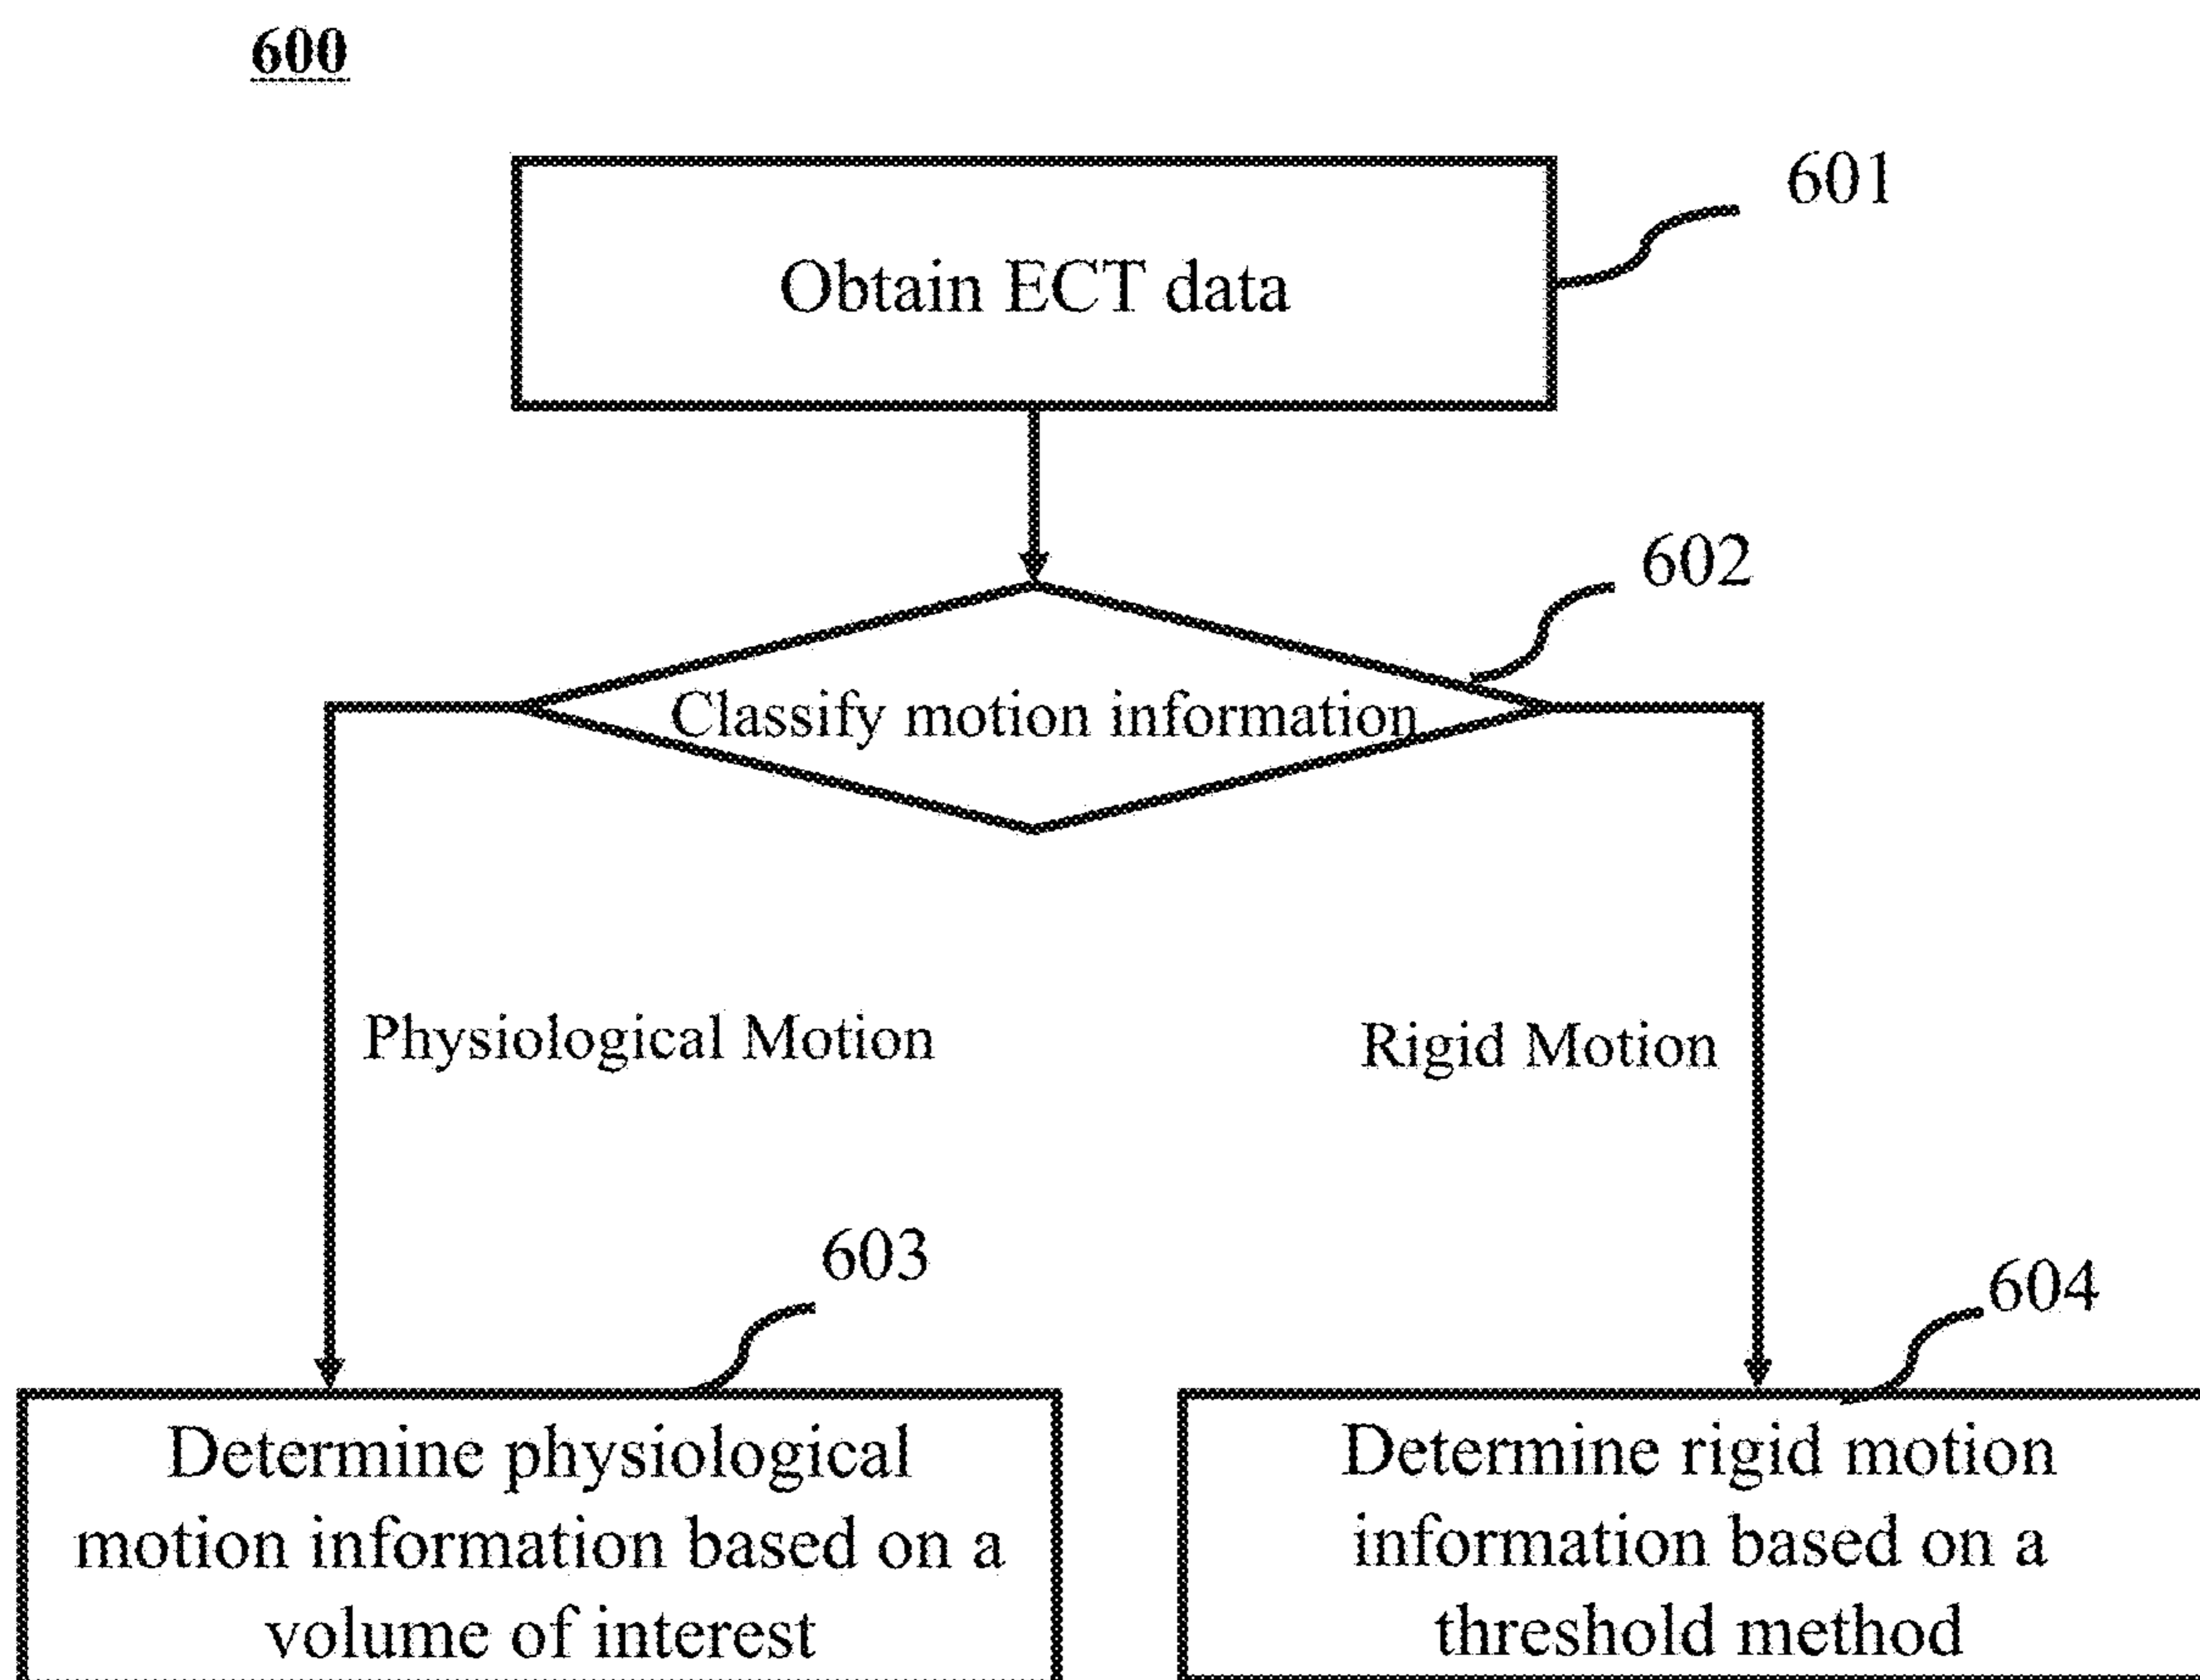 600
601
Obtain ECT data
602
Classify motion information
Physiological Motion
Rigid Motion
603
604
Determine physiological
motion information based on a
volume of interest
Determine rigid motion
information based on a
threshold method